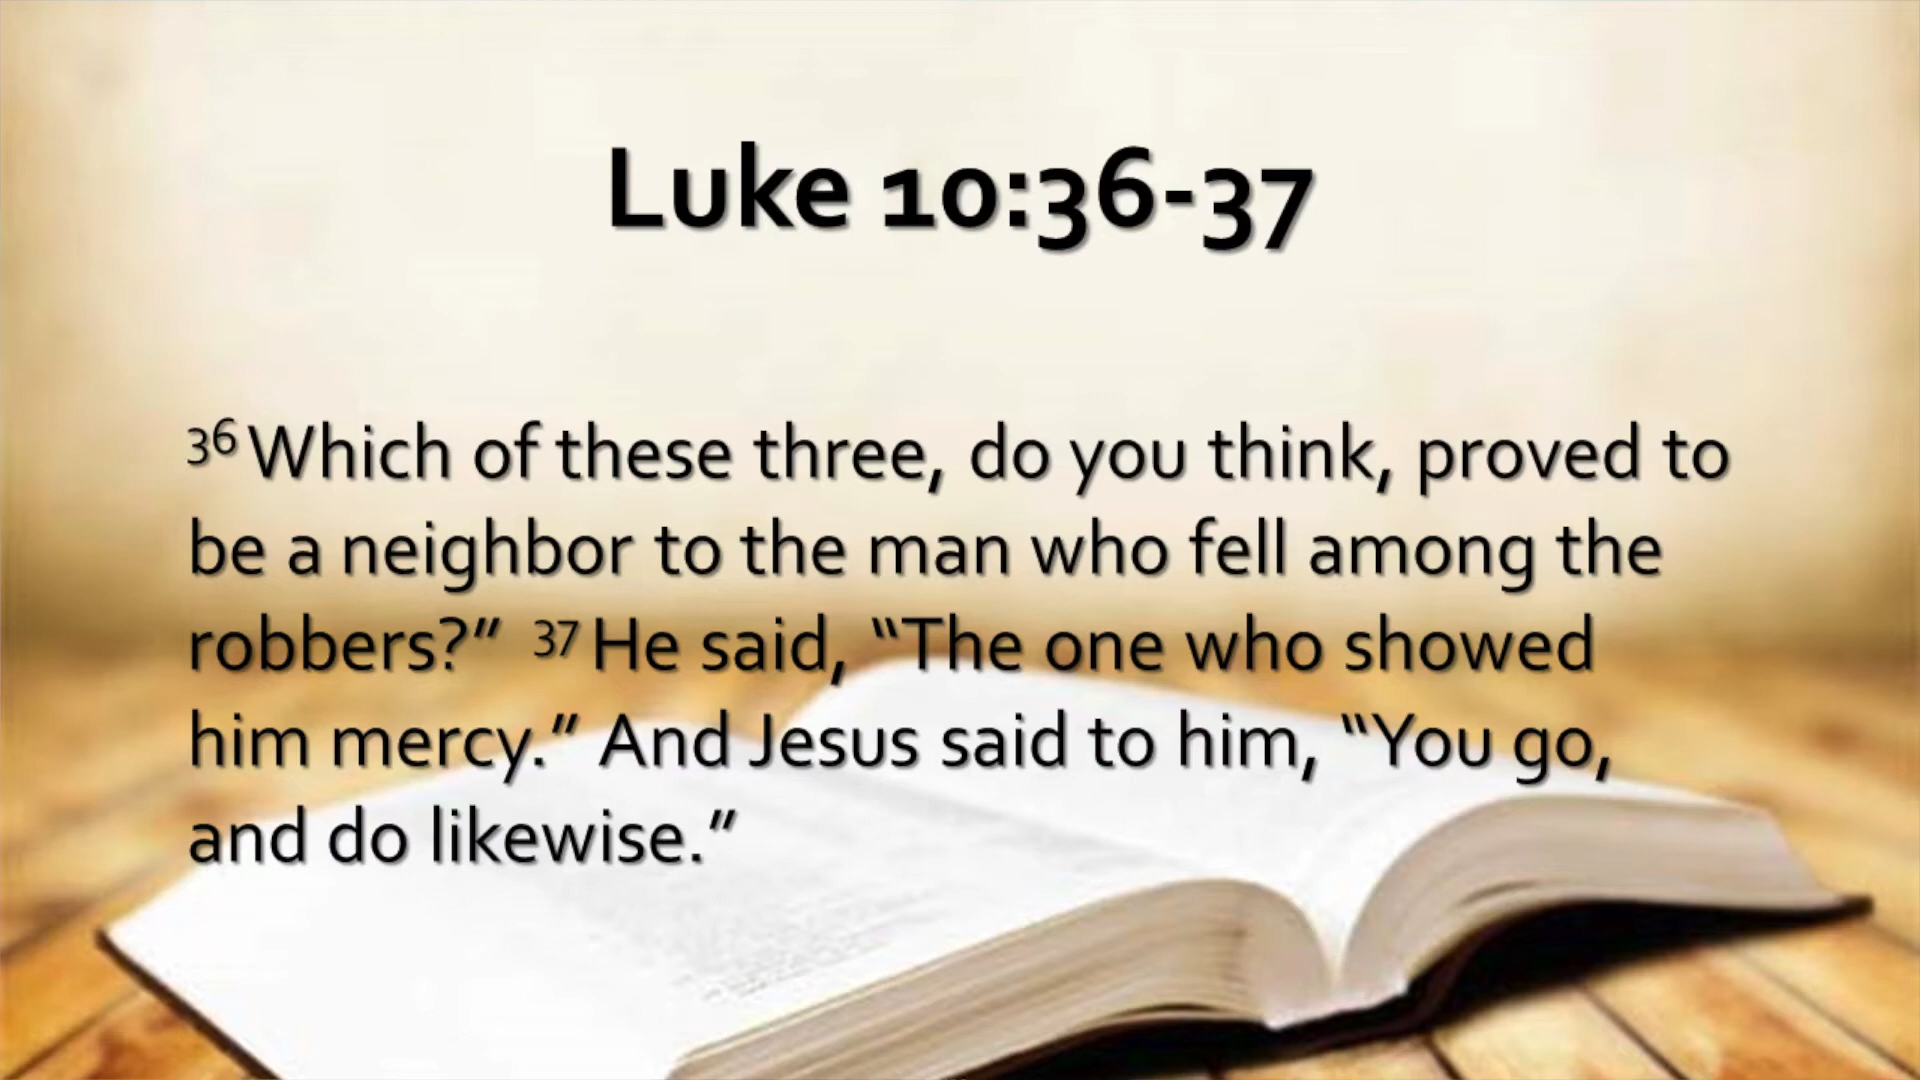 Luke 10:36-37
36 Which of these three, do you think, proved to
be a neighbor to the man who fell among the
robbers?” 37 He said, “The one who showed
him mercy.” And Jesus said to him, “You go,
and do likewise.”